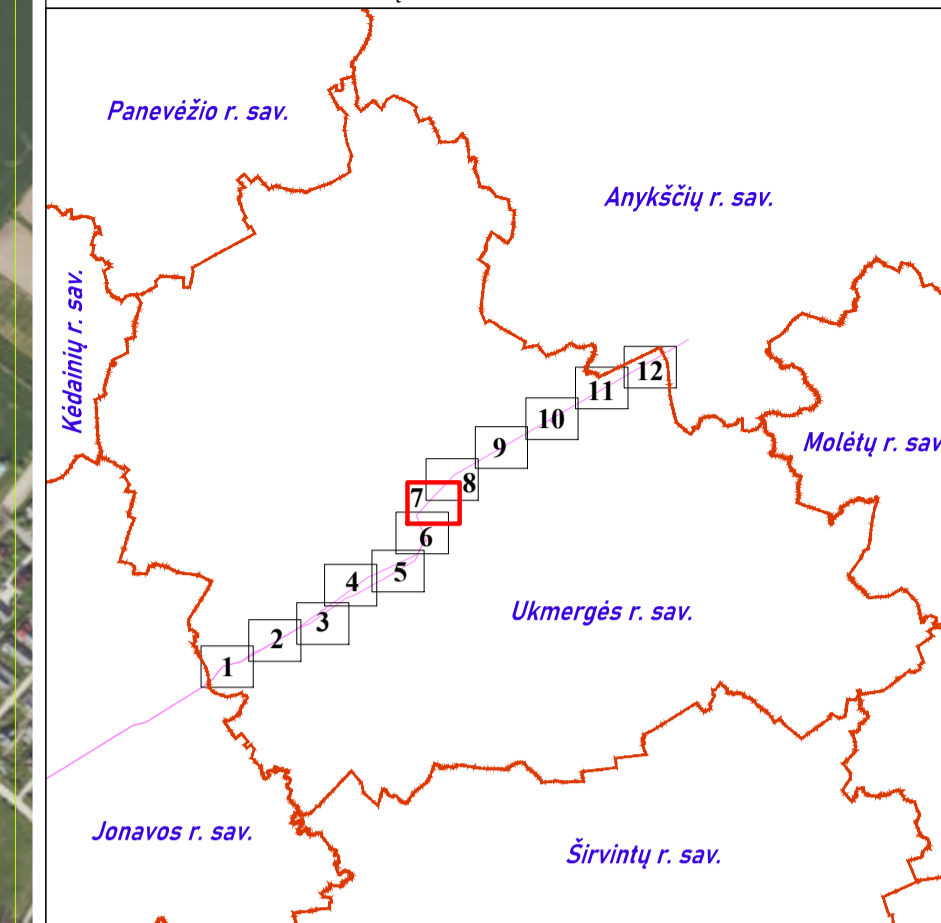 Panevėžio r. sav.
Anykščių r. sav.
Kėdainių r. sav.
12
11
10
Molėtų r. sav
9
8
7
6
5
4
Ukmergės r. sav.
3
2
1
Jonavos r. sav.
Širvintų r. sav.